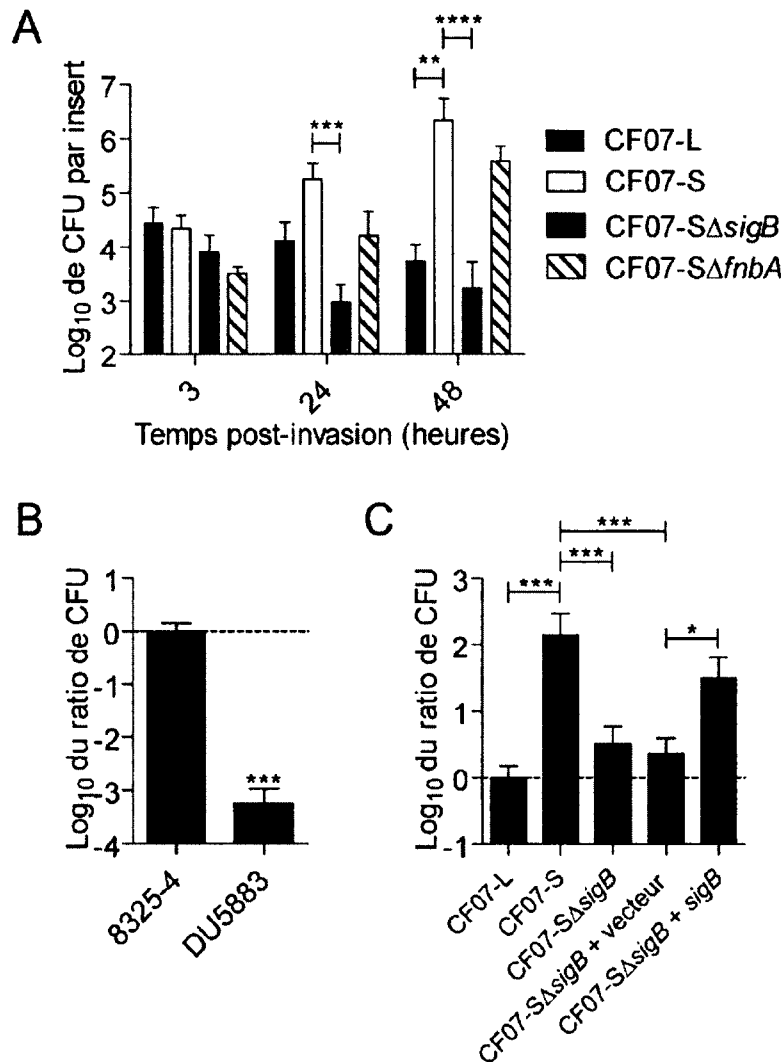 A
****
**
***
7
6
5
4
3
2
Log₁₀ de CFU par insert
3
24
48
Temps post-invasion (heures)
CF07-L
CF07-S
CF07-SΔsigB
CF07-SΔfnbA
B
1
0
-1
-2
-3
-4
Log₁₀ du ratio de CFU
***
8325-4
DU5883
C
***
***
***
*
3
2
1
0
-1
Log₁₀ du ratio de CFU
CF07-L
CF07-S
CF07-SΔsigB
CF07-SΔsigB + vecteur
CF07-SΔsigB + sigB